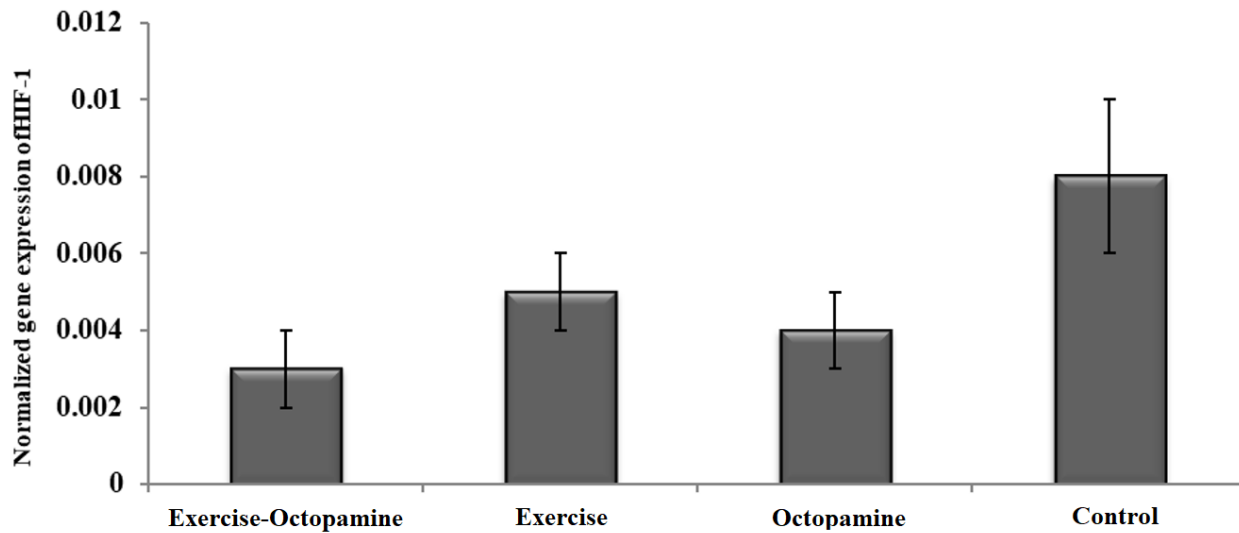 Normalized gene expression ofHIF-1
0.012
0.01
0.008
0.006
0.004
0.002
0
Exercise-Octopamine
Exercise
Octopamine
Control